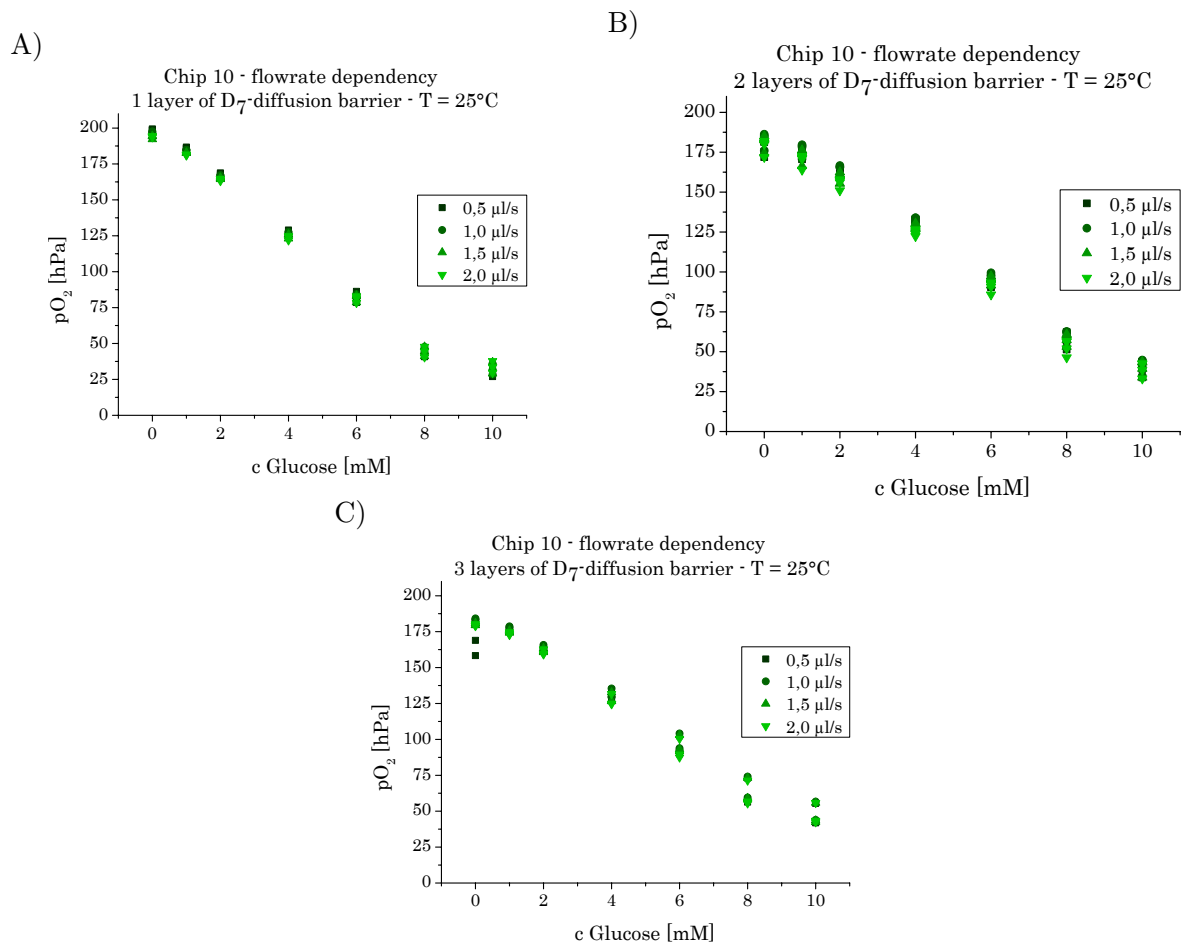 A)
Chip 10 - flowrate dependency
1 layer of D7-diffusion barrier - T = 25°C
200
175
150
125
100
75
50
25
0
pO2 [hPa]
0,5 µl/s
1,0 µl/s
1,5 µl/s
2,0 µl/s
0 2 4 6 8 10
c Glucose [mM]
B)
Chip 10 - flowrate dependency
2 layers of D7-diffusion barrier - T = 25°C
200
175
150
125
100
75
50
25
0
pO2 [hPa]
0,5 µl/s
1,0 µl/s
1,5 µl/s
2,0 µl/s
0 2 4 6 8 10
c Glucose [mM]
C)
Chip 10 - flowrate dependency
3 layers of D7-diffusion barrier - T = 25°C
200
175
150
125
100
75
50
25
0
pO2 [hPa]
0,5 µl/s
1,0 µl/s
1,5 µl/s
2,0 µl/s
0 2 4 6 8 10
c Glucose [mM]